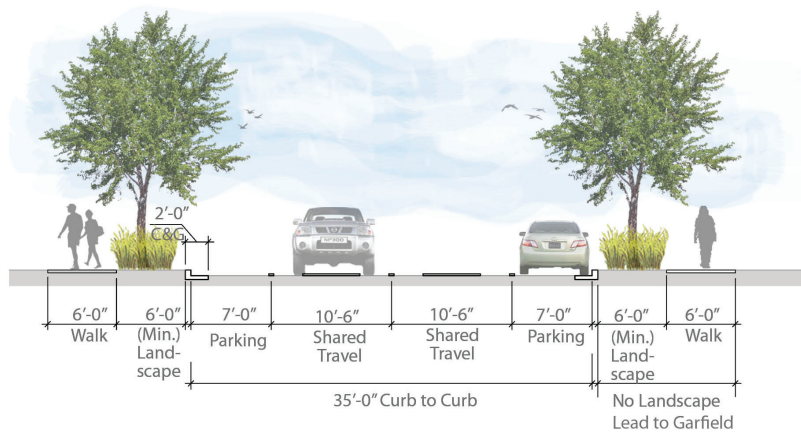 2'-0"
C&G
6'-0"
Walk
6'-0"
(Min.)
Land-
scape
7'-0"
Parking
10'-6"
Shared
Travel
10'-6"
Shared
Travel
7'-0"
Parking
6'-0"
(Min.)
Land-
scape
6'-0"
Walk
35'-0" Curb to Curb
No Landscape
Lead to Garfield